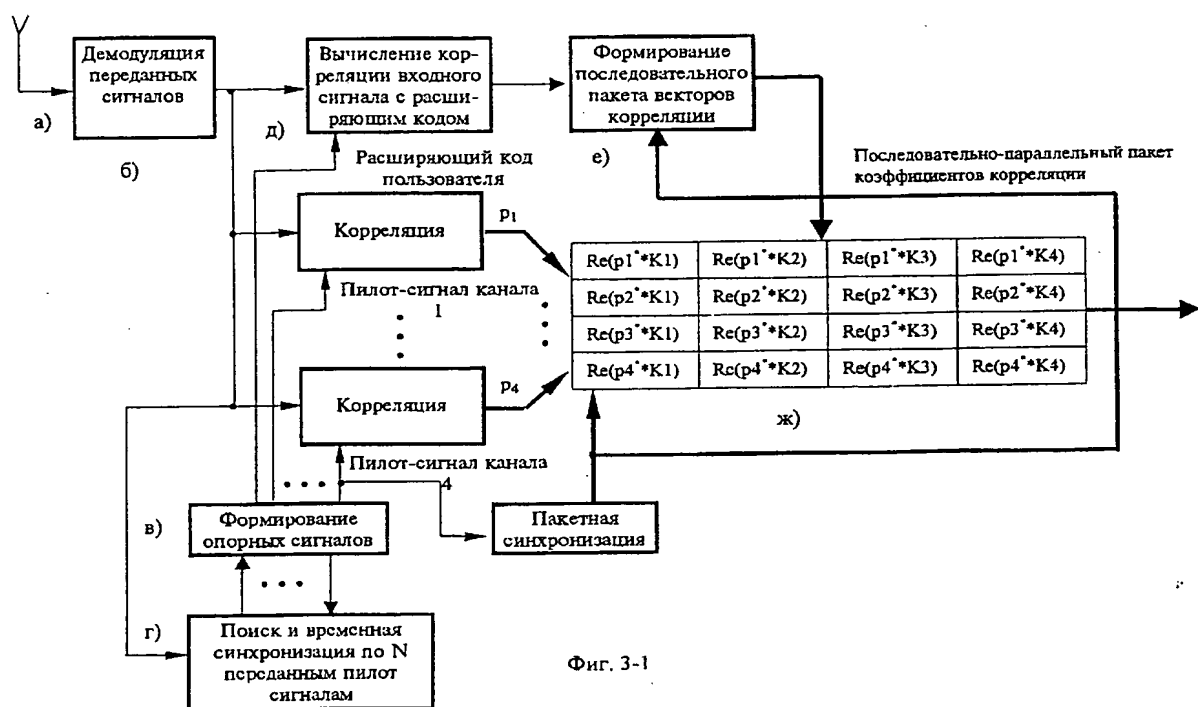 Демодуляция
переданных
сигналов
а)
б)
Вычисление кор-
реляции входного
сигнала с расши-
ряющим кодом
д)
Формирование
последовательного
пакета векторов
корреляции
е)
Расширяющий код
пользователя
Последовательно-параллельный пакет
коэффициентов корреляции
Корреляция
p1
Пилот-сигнал канала
1
Re(p1*K1) Re(p1*K2) Re(p1*K3) Re(p1*K4)
Re(p2*K1) Re(p2*K2) Re(p2*K3) Re(p2*K4)
Re(p3*K1) Re(p3*K2) Re(p3*K3) Re(p3*K4)
Re(p4*K1) Rc(p4*K2) Re(p4*K3) Re(p4*K4)
Корреляция
p4
ж)
Пилот-сигнал канала
4
в)
Формирование
опорных сигналов
Пакетная
синхронизация
г)
Поиск и временная
синхронизация по N
переданным пилот
сигналам
Фиг. 3-1